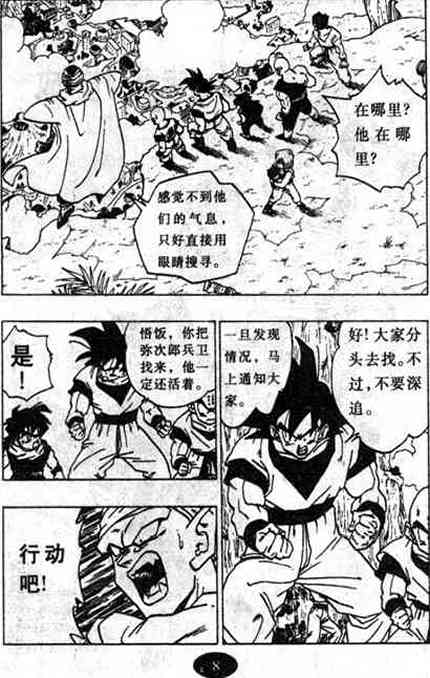 在哪里？
他在哪
里？
感觉不到他
们的气息，
只好直接用
眼睛搜寻。
好！大家分
头去找。不
过，不要深
追。
一旦发现
情况，马
上通知大
家。
悟饭，你把
弥次郎兵卫
找来，他一
定还活着。
是！
行动
吧！
8